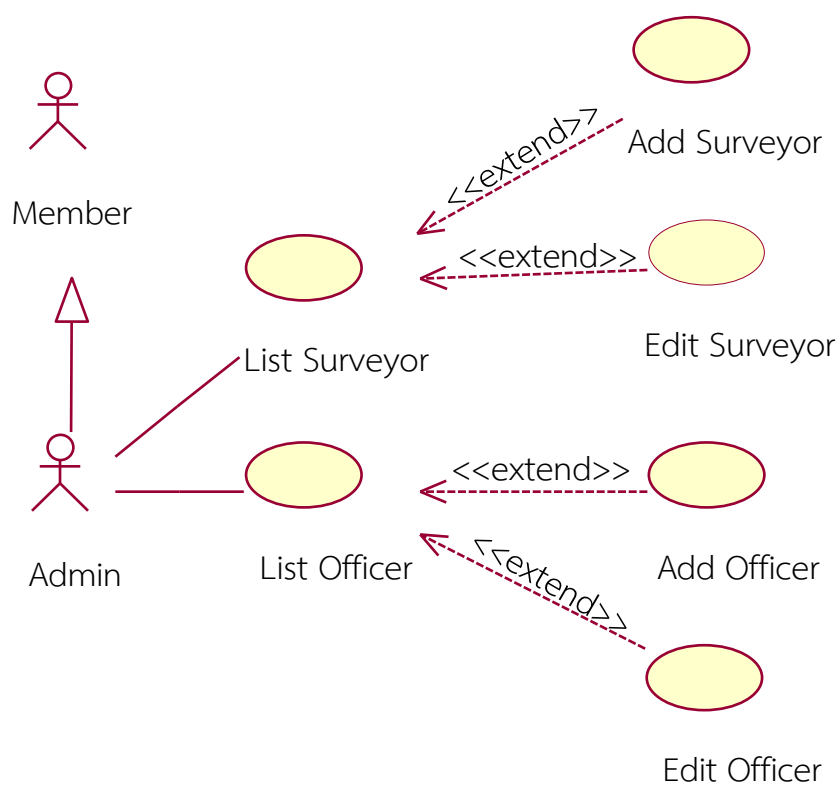 Add Surveyor
<<extend>>
Member
<<extend>>
Edit Surveyor
List Surveyor
<<extend>>
Admin
List Officer
Add Officer
<<extend>>
Edit Officer